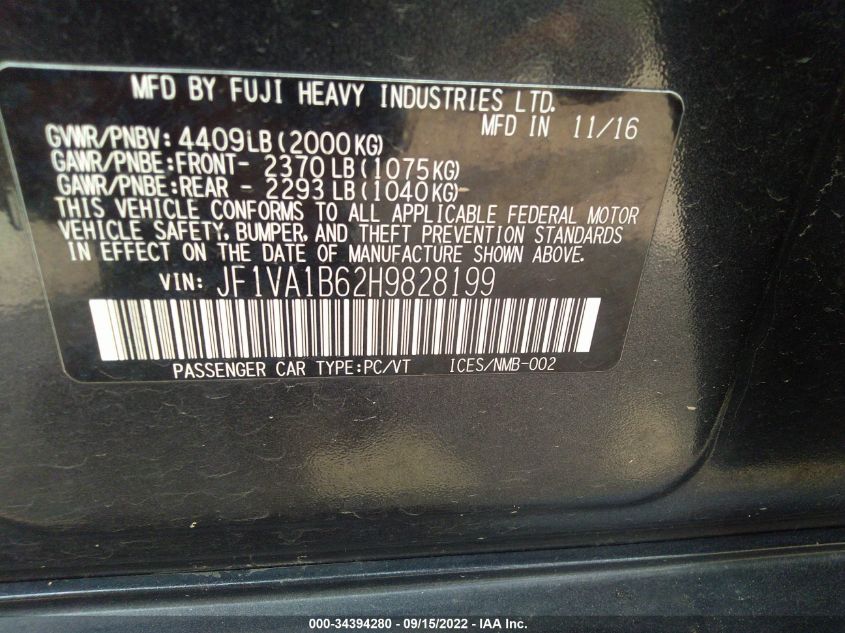 MFD BY FUJI HEAVY INDUSTRIES LTD.
MFD IN 11/16
GVWR/PNBV: 4409LB(2000KG)
GAWR/PNBE:FRONT- 2370LB(1075KG)
GAWR/PNBE:REAR - 2293LB(1040KG)
THIS VEHICLE CONFORMS TO ALL APPLICABLE FEDERAL MOTOR
VEHICLE SAFETY, BUMPER, AND THEFT PREVENTION STANDARDS
IN EFFECT ON THE DATE OF MANUFACTURE SHOWN ABOVE.
VIN: JF1VA1B62H9828199
PASSENGER CAR TYPE:PC/VT ICES/NMB-002
000-34394280 - 09/15/2022 - IAA Inc.